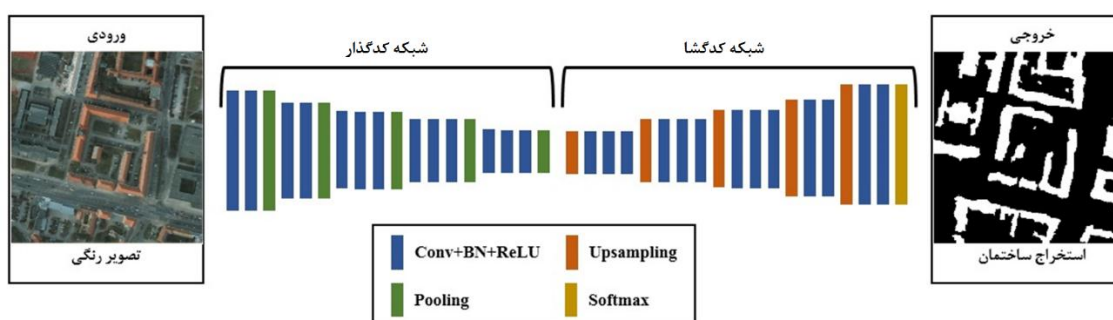 ورودی
تصویر رنگی
شبکه کدگذار
شبکه کدگشا
خروجی
استخراج ساختمان
Conv+BN+ReLU
Upsampling
Pooling
Softmax